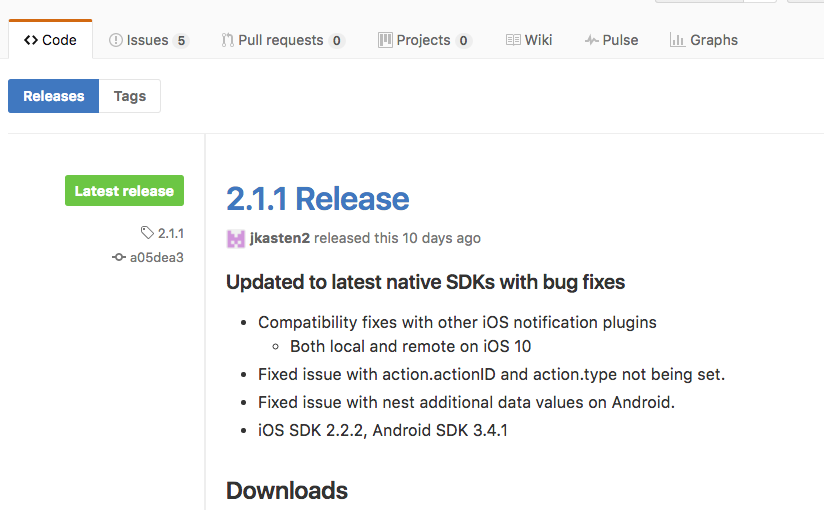 Code Issues 5 Pull requests 0 Projects 0 Wiki Pulse Graphs
Releases Tags
Latest release
2.1.1
a05dea3
2.1.1 Release
jkasten2 released this 10 days ago
Updated to latest native SDKs with bug fixes
Compatibility fixes with other iOS notification plugins
Both local and remote on iOS 10
Fixed issue with action.actionID and action.type not being set.
Fixed issue with nest additional data values on Android.
iOS SDK 2.2.2, Android SDK 3.4.1
Downloads